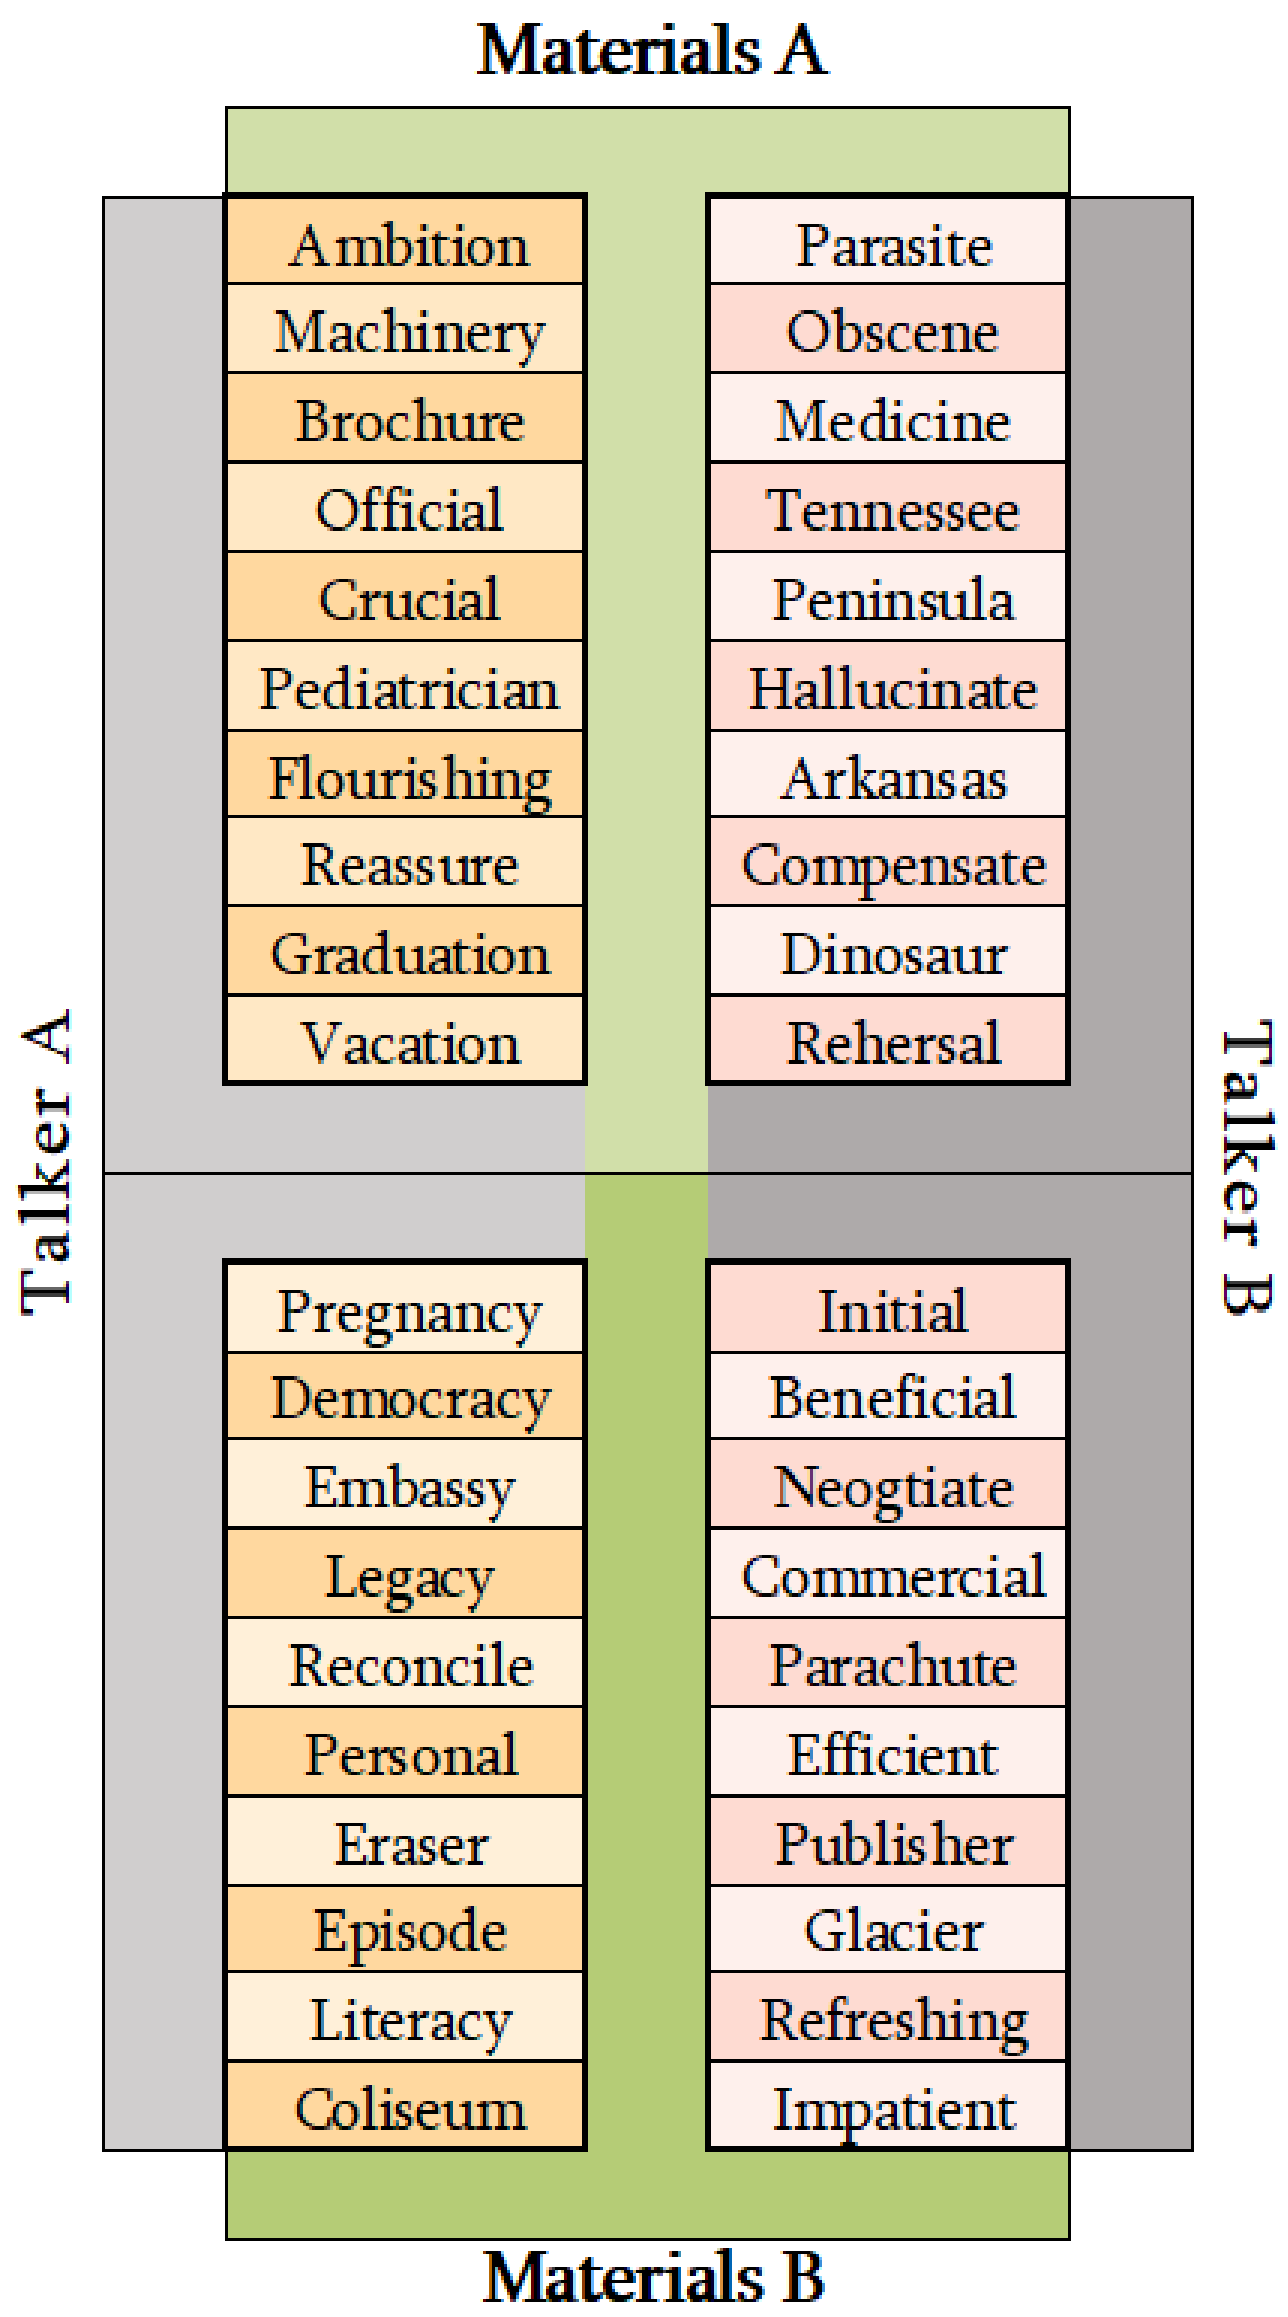 Materials A
Talker A
Ambition
Machinery
Brochure
Official
Crucial
Pediatrician
Flourishing
Reassure
Graduation
Vacation
Parasite
Obscene
Medicine
Tennessee
Peninsula
Hallucinate
Arkansas
Compensate
Dinosaur
Rehersal
Talker B
Pregnancy
Democracy
Embassy
Legacy
Reconcile
Personal
Eraser
Episode
Literacy
Coliseum
Initial
Beneficial
Neogtiate
Commercial
Parachute
Efficient
Publisher
Glacier
Refreshing
Impatient
Materials B